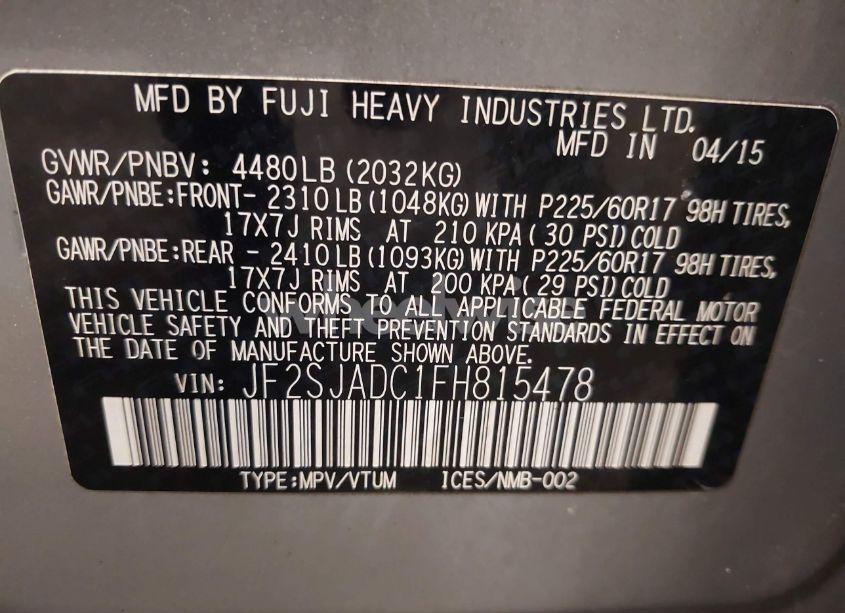 MFD BY FUJI HEAVY INDUSTRIES LTD.
MFD IN 04/15
GVWR/PNBV: 4480LB (2032KG)
GAWR/PNBE:FRONT- 2310LB (1048KG) WITH P225/60R17 98H TIRES,
17X7J RIMS AT 210 KPA( 30 PSI)COLD
GAWR/PNBE:REAR - 2410LB (1093KG) WITH P225/60R17 98H TIRES,
17X7J RIMS AT 200 KPA( 29 PSI)COLD
THIS VEHICLE CONFORMS TO ALL APPLICABLE FEDERAL MOTOR
VEHICLE SAFETY AND THEFT PREVENTION STANDARDS IN EFFECT ON
THE DATE OF MANUFACTURE SHOWN ABOVE.
VIN: JF2SJADC1FH815478
TYPE:MPV/VTUM ICES/NMB-002